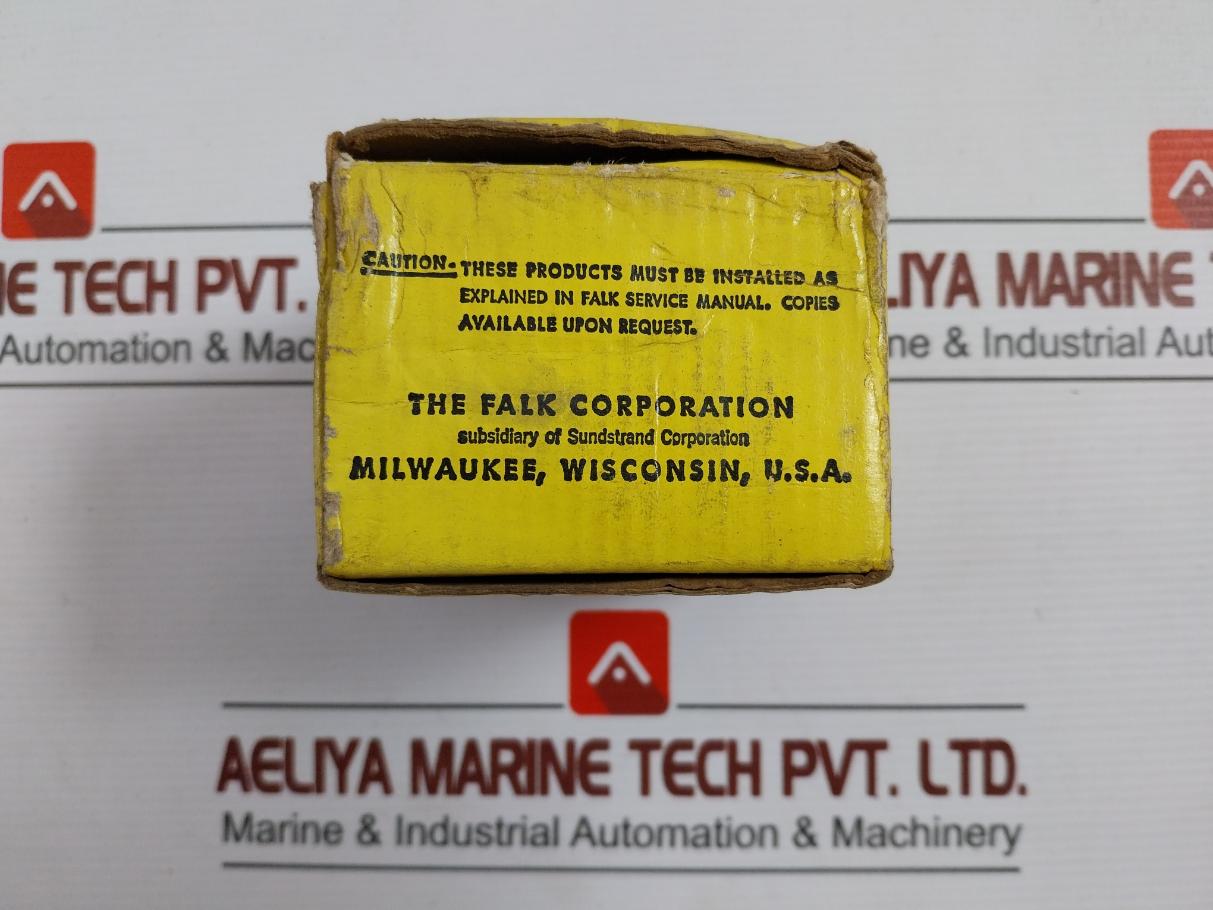 CAUTION- THESE PRODUCTS MUST BE INSTALLED AS
EXPLAINED IN FALK SERVICE MANUAL. COPIES
AVAILABLE UPON REQUEST.
THE FALK CORPORATION
subsidiary of Sundstrand Corporation
MILWAUKEE, WISCONSIN, U.S.A.
NE TECH PVT.
Automation & Mac
LIYA MARINE
ne & Industrial Aut
AELIYA MARINE TECH PVT. LTD.
Marine & Industrial Automation & Machinery